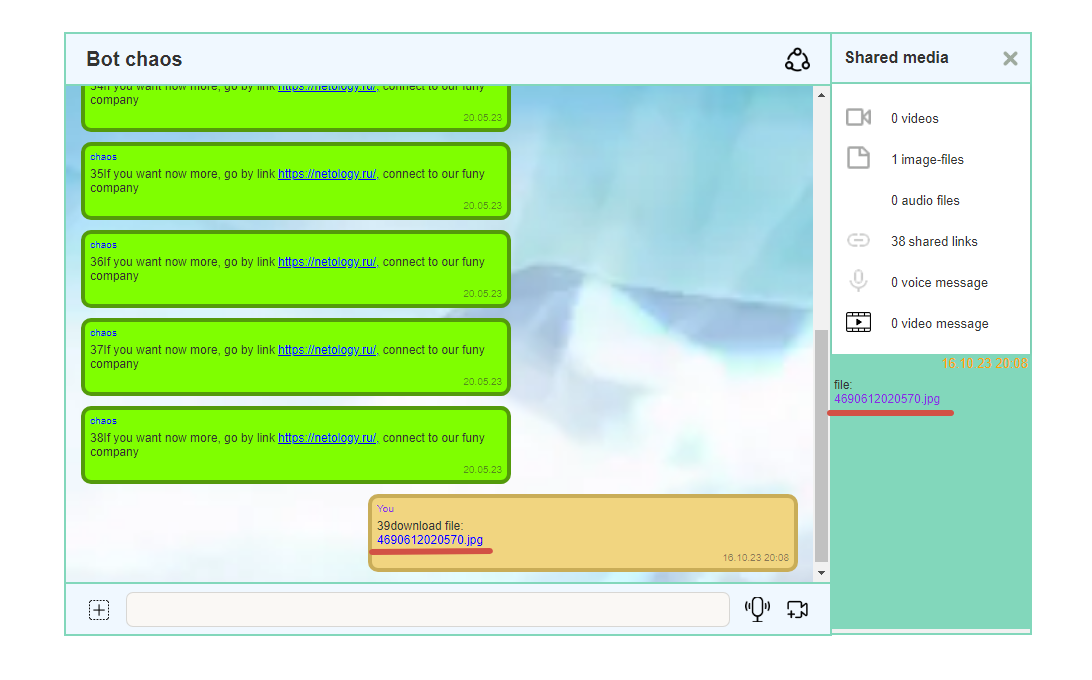 Bot chaos
34If you want now more, go by link https://netology.ru/, connect to our funy
company
20.05.23
chaos
35If you want now more, go by link https://netology.ru/, connect to our funy
company
20.05.23
chaos
36If you want now more, go by link https://netology.ru/, connect to our funy
company
20.05.23
chaos
37If you want now more, go by link https://netology.ru/, connect to our funy
company
20.05.23
chaos
38If you want now more, go by link https://netology.ru/, connect to our funy
company
20.05.23
You
39download file:
4690612020570.jpg
16.10.23 20:08
Shared media
0 videos
1 image-files
0 audio files
38 shared links
0 voice message
0 video message
16.10.23 20:08
file:
4690612020570.jpg